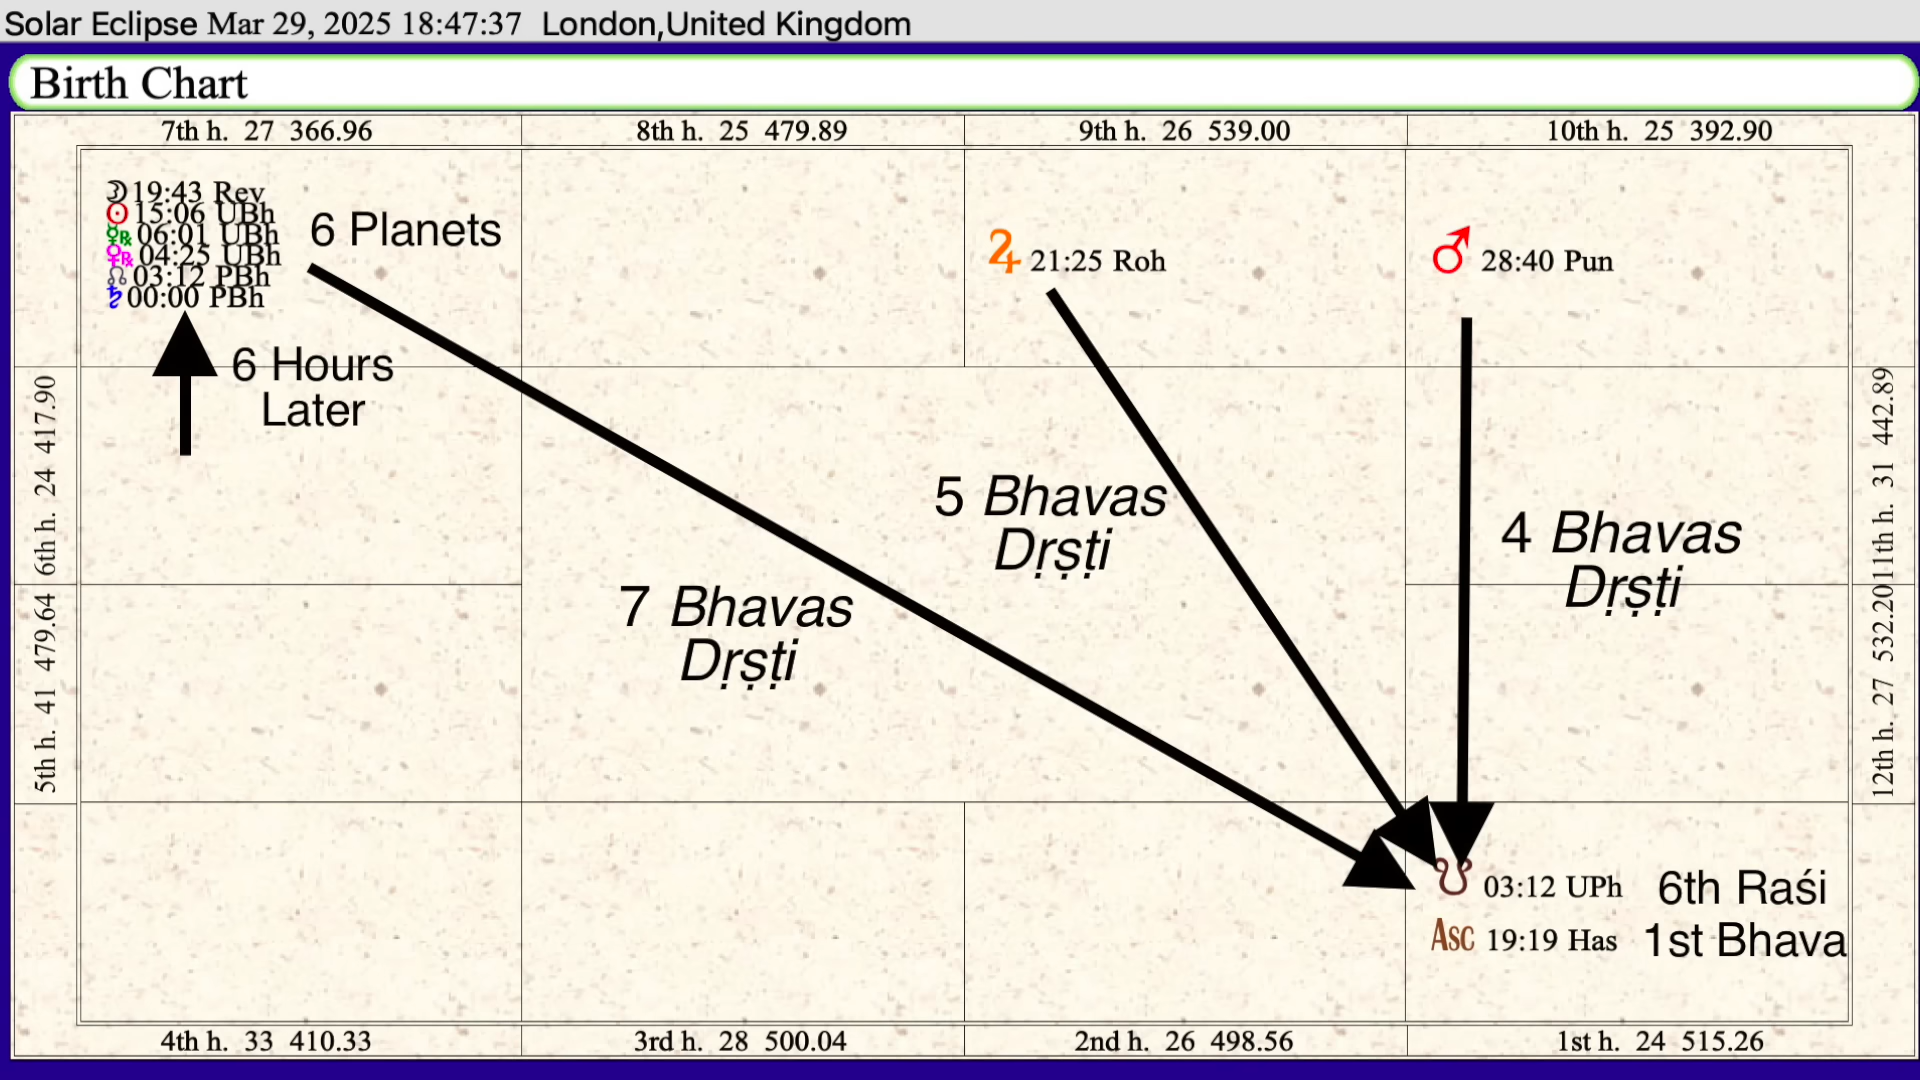 Solar Eclipse Mar 29, 2025 18:47:37 London,United Kingdom
Birth Chart
7th h. 27 366.96
8th h. 25 479.89
9th h. 26 539.00
10th h. 25 392.90
19:43 Rev
15:06 UBh
06:01 UBh
04:25 UBh
03:12 PBh
00:00 PBh
6 Planets
21:25 Roh
28:40 Pun
6 Hours
Later
6th h. 24 417.90
11th h. 31 442.89
5 Bhavas
Dṛṣṭi
4 Bhavas
Dṛṣṭi
7 Bhavas
Dṛṣṭi
5th h. 41 479.64
12th h. 27 532.20
03:12 UPh
6th Raśi
Asc 19:19 Has
1st Bhava
4th h. 33 410.33
3rd h. 28 500.04
2nd h. 26 498.56
1st h. 24 515.26